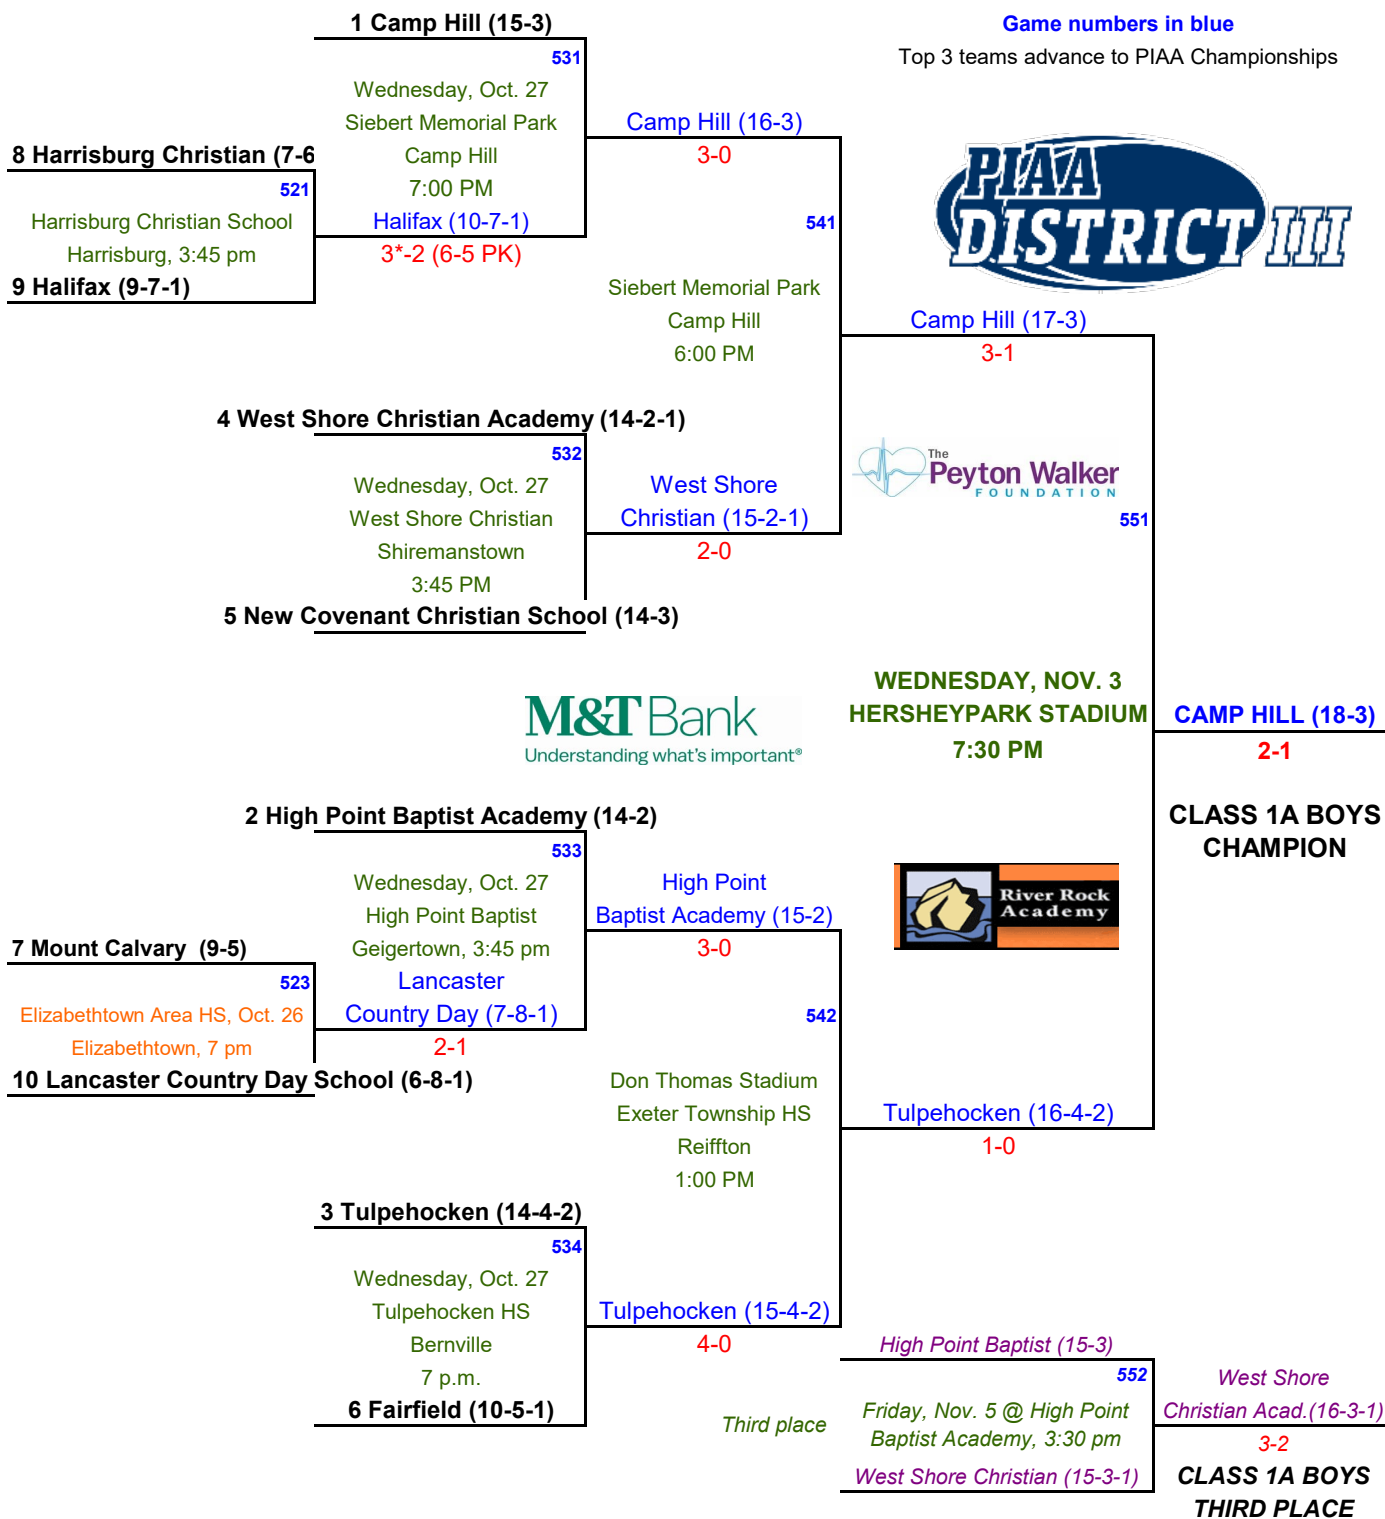 1 Camp Hill (15-3)
Game numbers in blue
531
Top 3 teams advance to PIAA Championships
Wednesday, Oct. 27
Siebert Memorial Park
Camp Hill
7:00 PM
Camp Hill (16-3)
3-0
8 Harrisburg Christian (7-6
521
Harrisburg Christian School
Harrisburg, 3:45 pm
9 Halifax (9-7-1)
Halifax (10-7-1)
3*-2 (6-5 PK)
541
PIAA
DISTRICT III
Siebert Memorial Park
Camp Hill
6:00 PM
Camp Hill (17-3)
3-1
4 West Shore Christian Academy (14-2-1)
532
Wednesday, Oct. 27
West Shore Christian
Shiremanstown
3:45 PM
West Shore
Christian (15-2-1)
2-0
The
Peyton Walker
FOUNDATION
551
5 New Covenant Christian School (14-3)
M&T Bank
Understanding what's important®
WEDNESDAY, NOV. 3
HERSHEYPARK STADIUM
7:30 PM
CAMP HILL (18-3)
2-1
CLASS 1A BOYS
CHAMPION
2 High Point Baptist Academy (14-2)
533
Wednesday, Oct. 27
High Point Baptist
Geigertown, 3:45 pm
High Point
Baptist Academy (15-2)
3-0
River Rock
Academy
7 Mount Calvary (9-5)
523
Elizabethtown Area HS, Oct. 26
Elizabethtown, 7 pm
10 Lancaster Country Day School (6-8-1)
Lancaster
Country Day (7-8-1)
2-1
542
Don Thomas Stadium
Exeter Township HS
Reiffton
1:00 PM
Tulpehocken (16-4-2)
1-0
3 Tulpehocken (14-4-2)
534
Wednesday, Oct. 27
Tulpehocken HS
Bernville
7 p.m.
6 Fairfield (10-5-1)
Tulpehocken (15-4-2)
4-0
High Point Baptist (15-3)
552
Third place
Friday, Nov. 5 @ High Point
Baptist Academy, 3:30 pm
West Shore Christian (15-3-1)
West Shore
Christian Acad.(16-3-1)
3-2
CLASS 1A BOYS
THIRD PLACE